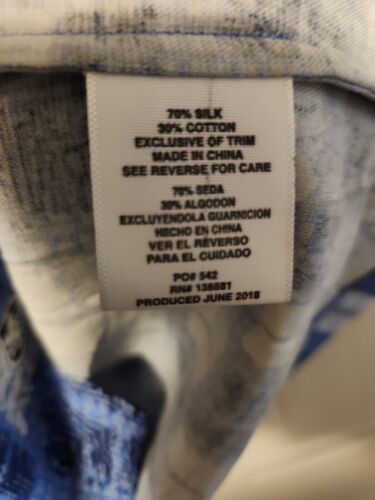 70% SILK
30% COTTON
EXCLUSIVE OF TRIM
MADE IN CHINA
SEE REVERSE FOR CARE
70% SEDA
30% ALGODON
EXCLUYENDOLA GUARNICION
HECHO EN CHINA
VER EL REVERSO
PARA EL CUIDADO
PO# 542
RN# 135581
PRODUCED JUNE 2018